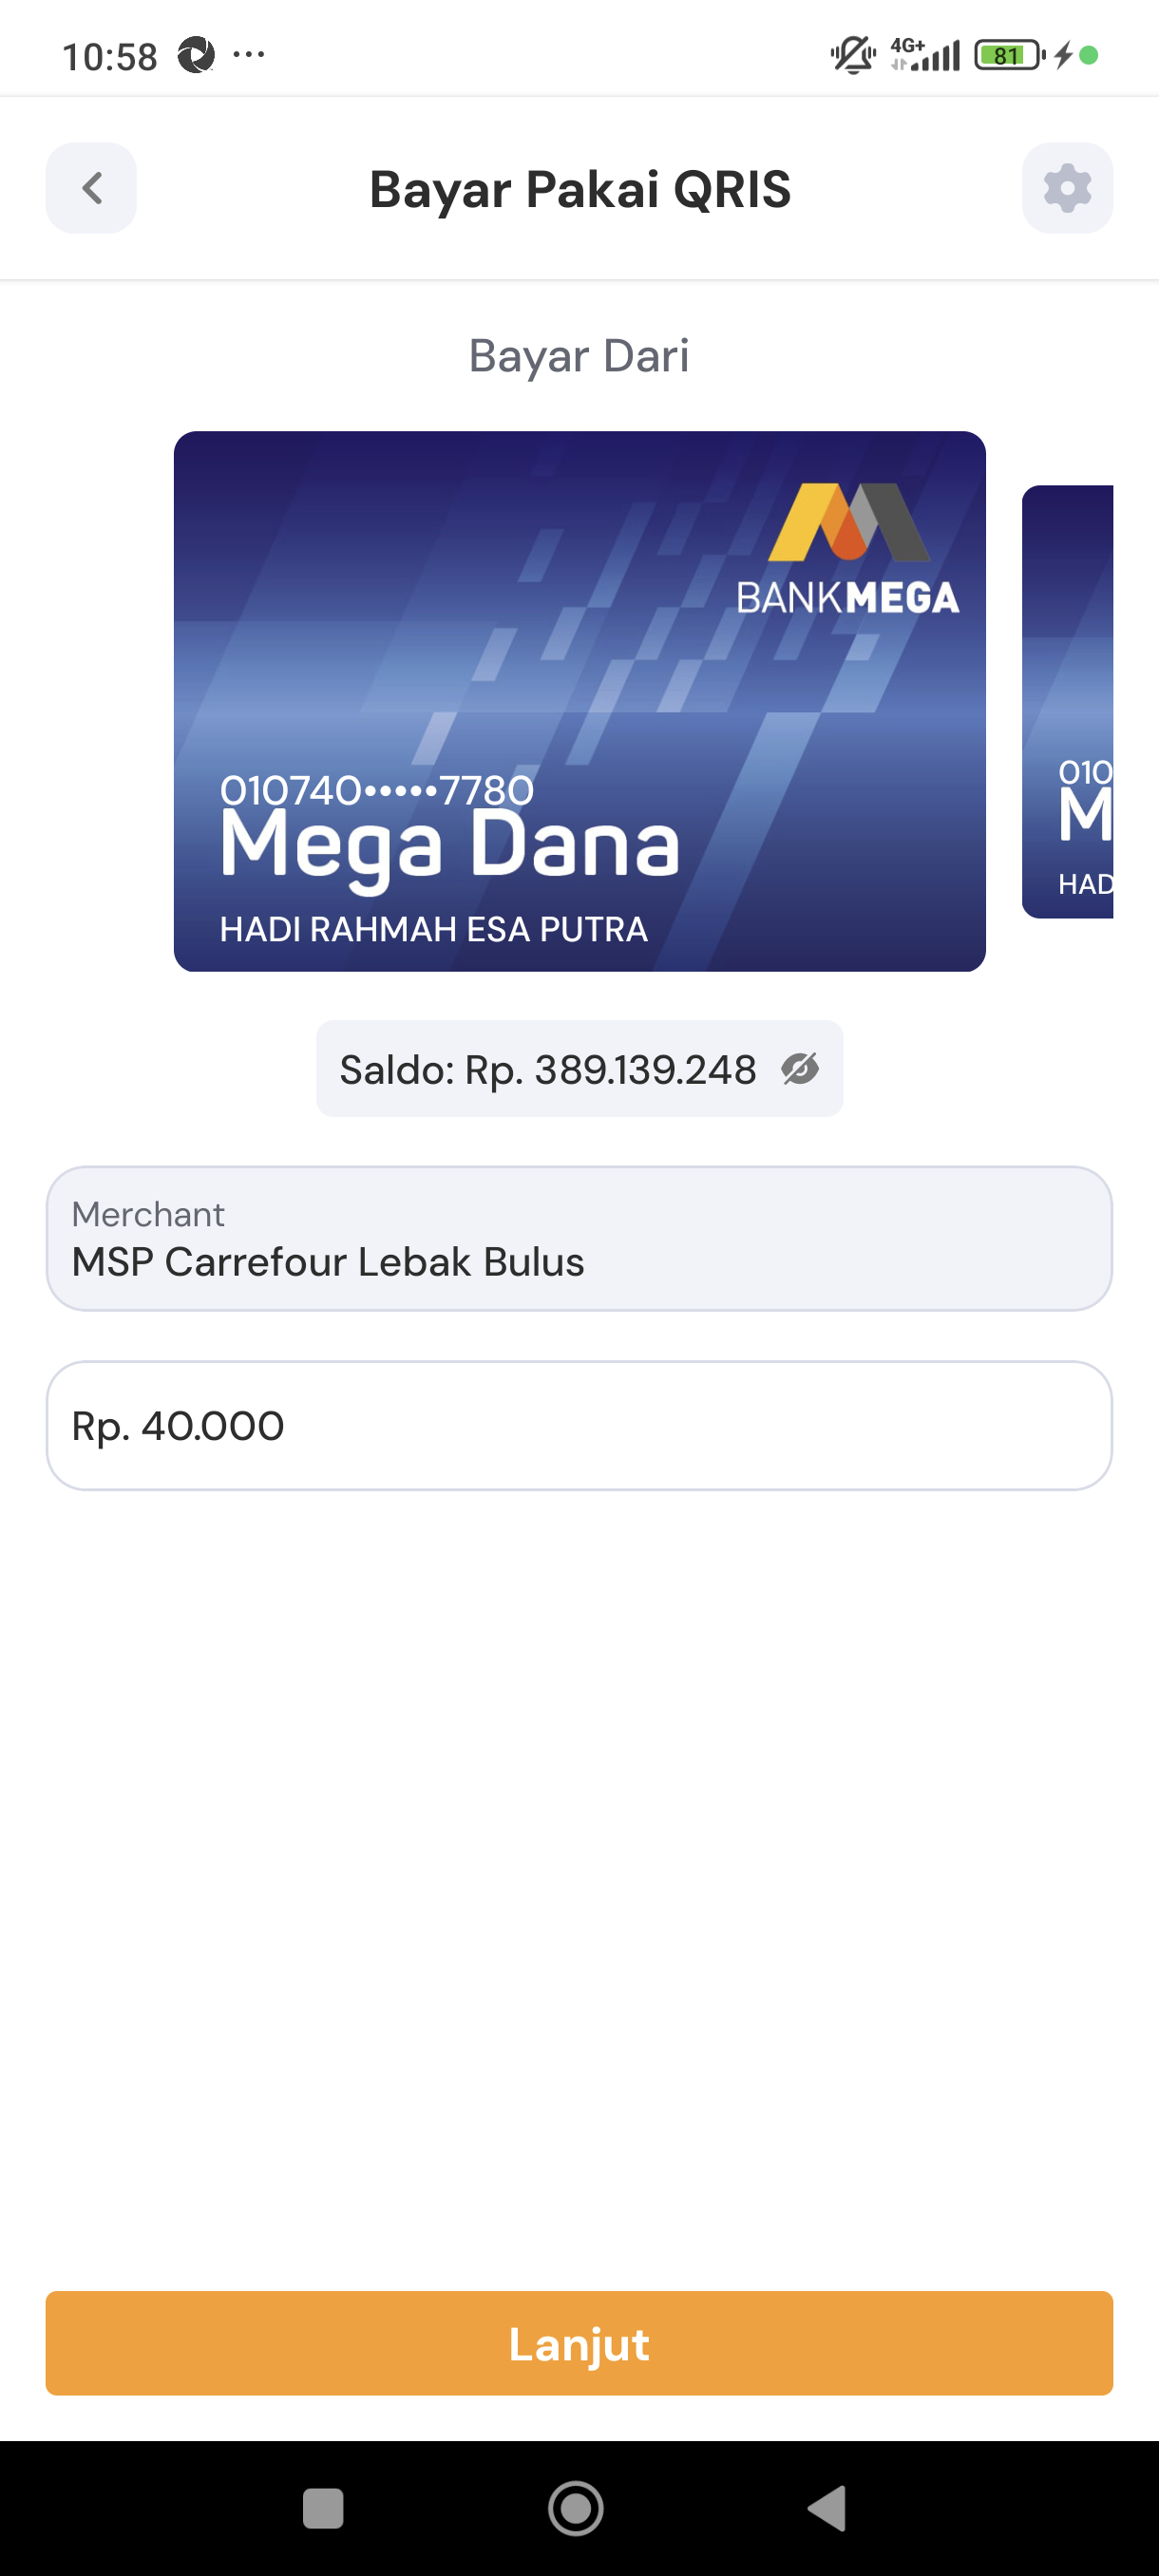 10:58
4G+
81
Bayar Pakai QRIS
Bayar Dari
BANKMEGA
010740•••••7780
Mega Dana
HADI RAHMAH ESA PUTRA
010
M
HAD
Saldo: Rp. 389.139.248
Merchant
MSP Carrefour Lebak Bulus
Rp. 40.000
Lanjut